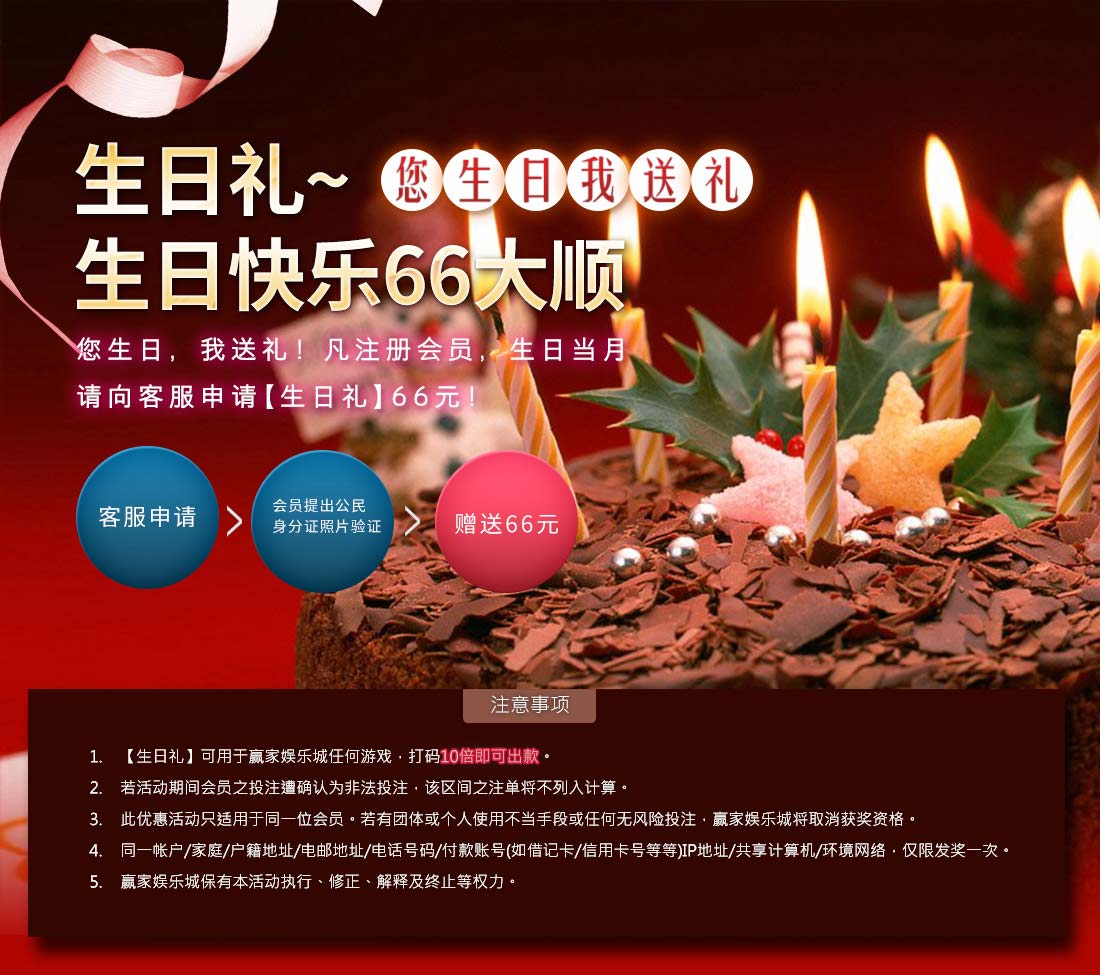 生日礼~ 您生日我送礼
生日快乐66大顺
您生日，我送礼！凡注册会员，生日当月
请向客服申请【生日礼】66元！
客服申请 > 会员提出公民
身分证照片验证 > 赠送66元
注意事项
1. 【生日礼】可用于赢家娱乐城任何游戏，打码10倍即可出款。
2. 若活动期间会员之投注遭确认为非法投注，该区间之注单将不列入计算。
3. 此优惠活动只适用于同一位会员。若有团体或个人使用不当手段或任何无风险投注，赢家娱乐城将取消获奖资格。
4. 同一帐户/家庭/户籍地址/电邮地址/电话号码/付款账号(如借记卡/信用卡号等等)IP地址/共享计算机/环境网络，仅限发奖一次。
5. 赢家娱乐城保有本活动执行、修正、解释及终止等权力。